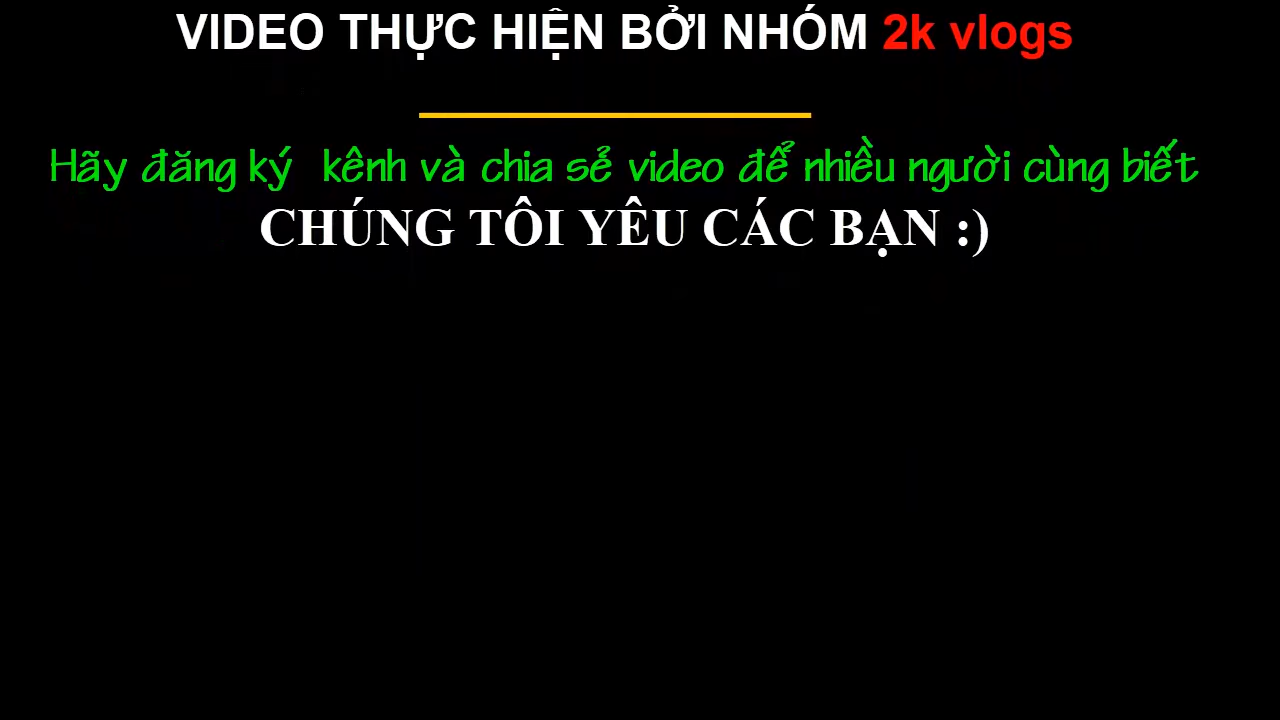 VIDEO THỰC HIỆN BỞI NHÓM 2k vlogs
Hãy đăng ký kênh và chia sẻ video để nhiều người cùng biết
CHÚNG TÔI YÊU CÁC BẠN :)